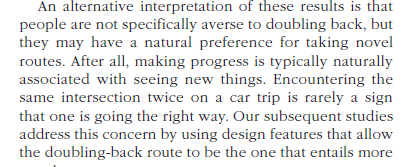 An alternative interpretation of these results is that
people are not specifically averse to doubling back, but
they may have a natural preference for taking novel
routes. After all, making progress is typically naturally
associated with seeing new things. Encountering the
same intersection twice on a car trip is rarely a sign
that one is going the right way. Our subsequent studies
address this concern by using design features that allow
the doubling-back route to be the one that entails more